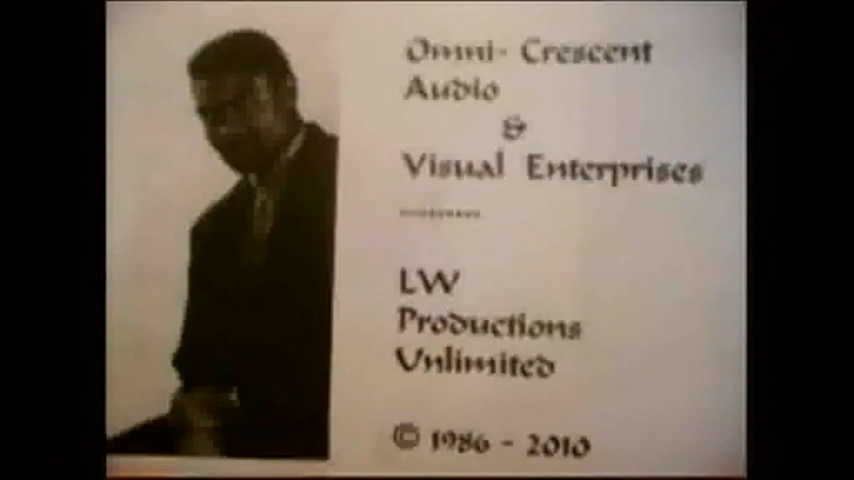 Omni-Crescent
Audio
&
Visual Enterprises
----------
LW
Productions
Unlimited
© 1986 - 2010